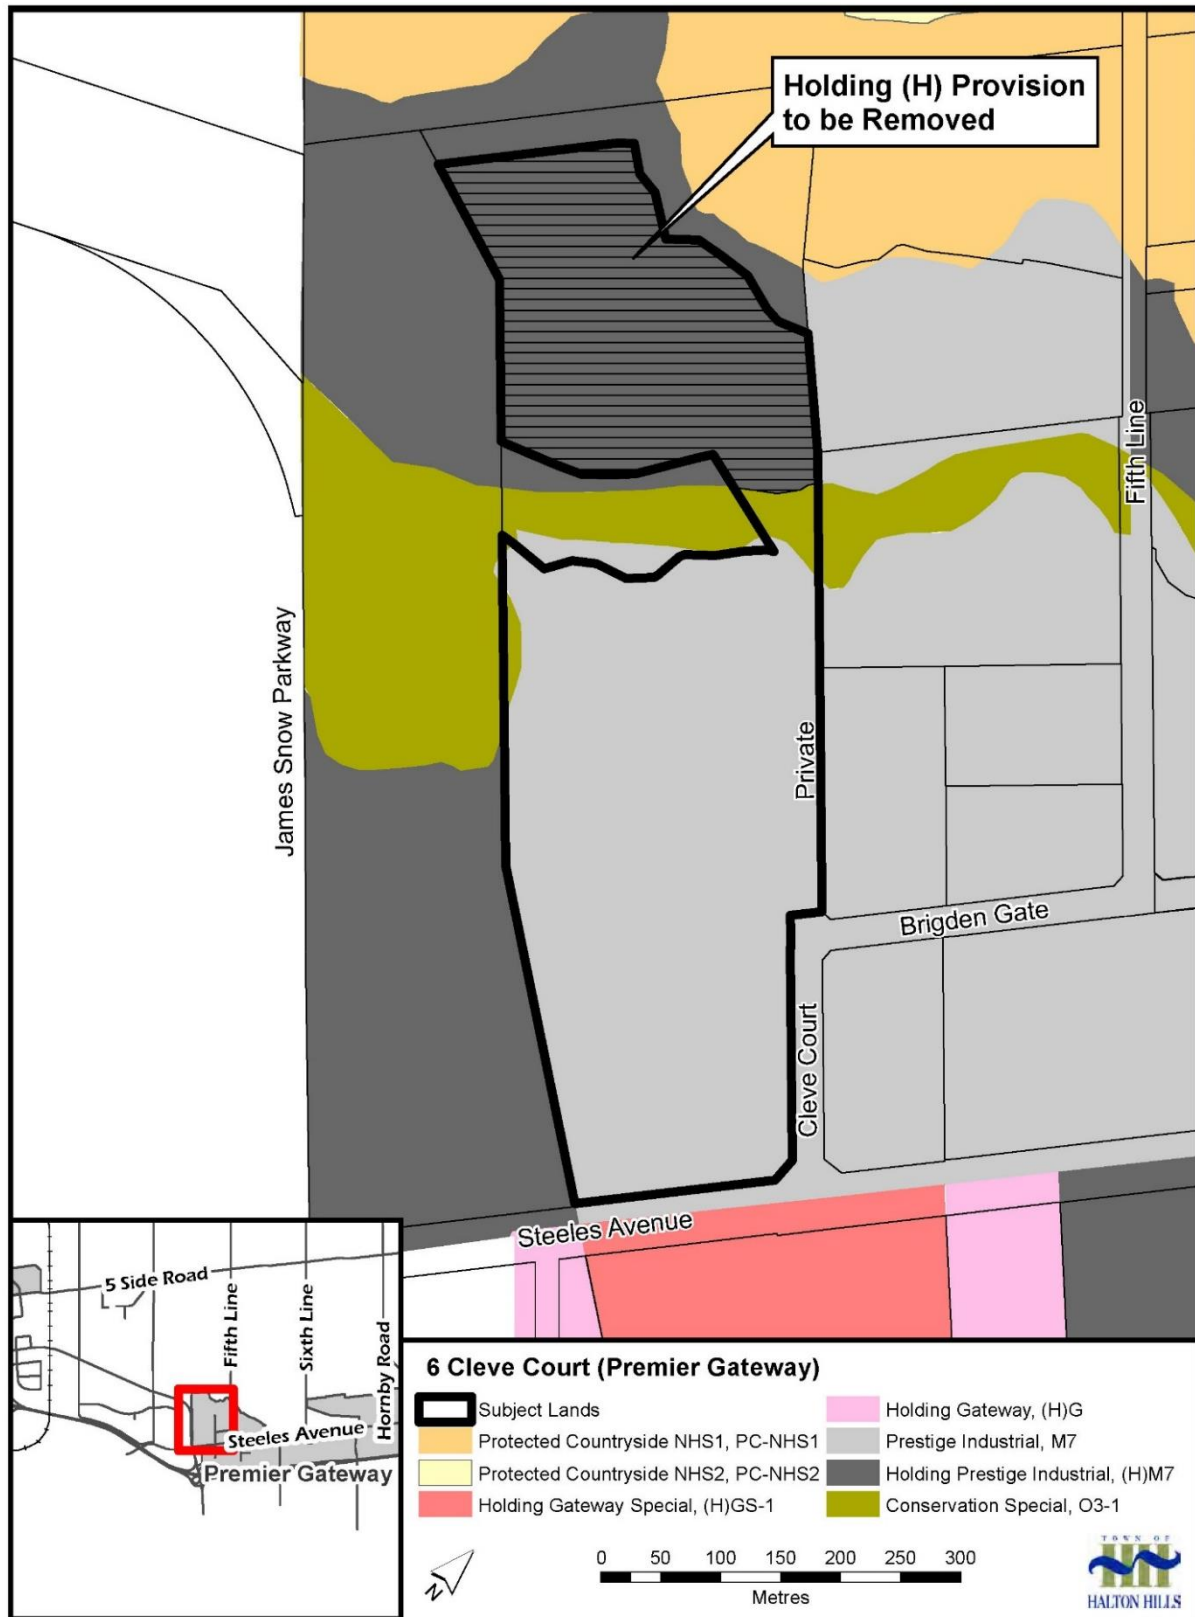 Holding (H) Provision
to be Removed
Fifth Line
James Snow Parkway
Private
Brigden Gate
Cleve Court
Steeles Avenue
5 Side Road
Fifth Line
Sixth Line
Hornby Road
Steeles Avenue
Premier Gateway
6 Cleve Court (Premier Gateway)
Subject Lands
Protected Countryside NHS1, PC-NHS1
Protected Countryside NHS2, PC-NHS2
Holding Gateway Special, (H)GS-1
Holding Gateway, (H)G
Prestige Industrial, M7
Holding Prestige Industrial, (H)M7
Conservation Special, O3-1
N
0 50 100 150 200 250 300
Metres
TOWN OF
HALTON HILLS